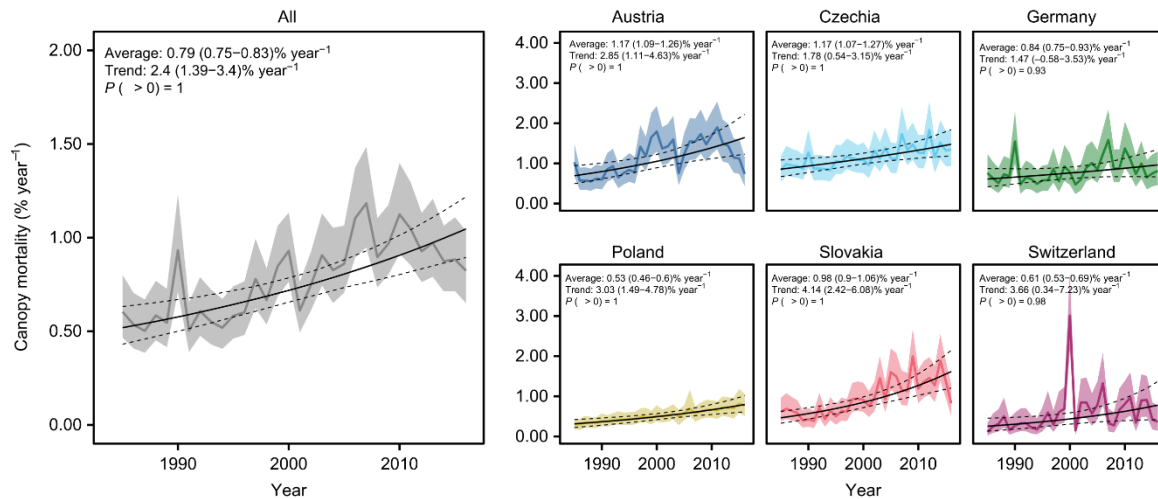 All
Average: 0.79 (0.75–0.83)% year⁻¹
Trend: 2.4 (1.39–3.4)% year⁻¹
P ( > 0) = 1
Canopy mortality (% year⁻¹)
2.00
1.50
1.00
0.50
0.00
1990
2000
2010
Year
Austria
Average: 1.17 (1.09–1.26)% year⁻¹
Trend: 2.85 (1.11–4.63)% year⁻¹
P ( > 0) = 1
Czechia
Average: 1.17 (1.07–1.27)% year⁻¹
Trend: 1.78 (0.54–3.15)% year⁻¹
P ( > 0) = 1
Germany
Average: 0.84 (0.75–0.93)% year⁻¹
Trend: 1.47 (–0.58–3.53)% year⁻¹
P ( > 0) = 0.93
4.00
3.00
2.00
1.00
0.00
Poland
Average: 0.53 (0.46–0.6)% year⁻¹
Trend: 3.03 (1.49–4.78)% year⁻¹
P ( > 0) = 1
Slovakia
Average: 0.98 (0.9–1.06)% year⁻¹
Trend: 4.14 (2.42–6.08)% year⁻¹
P ( > 0) = 1
Switzerland
Average: 0.61 (0.53–0.69)% year⁻¹
Trend: 3.66 (0.34–7.23)% year⁻¹
P ( > 0) = 0.98
4.00
3.00
2.00
1.00
0.00
1990 2000 2010
1990 2000 2010
1990 2000 2010
Year